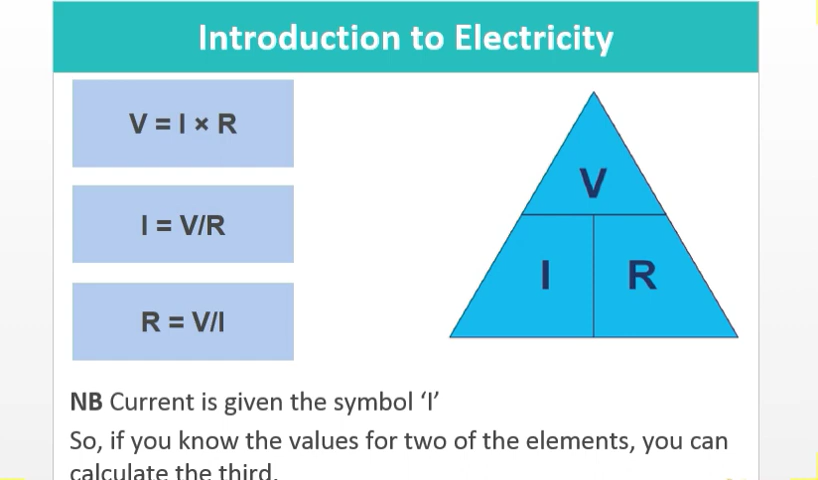 Introduction to Electricity
V = I × R
I = V/R
R = V/I
V
I
R
NB Current is given the symbol ‘I’
So, if you know the values for two of the elements, you can
calculate the third.